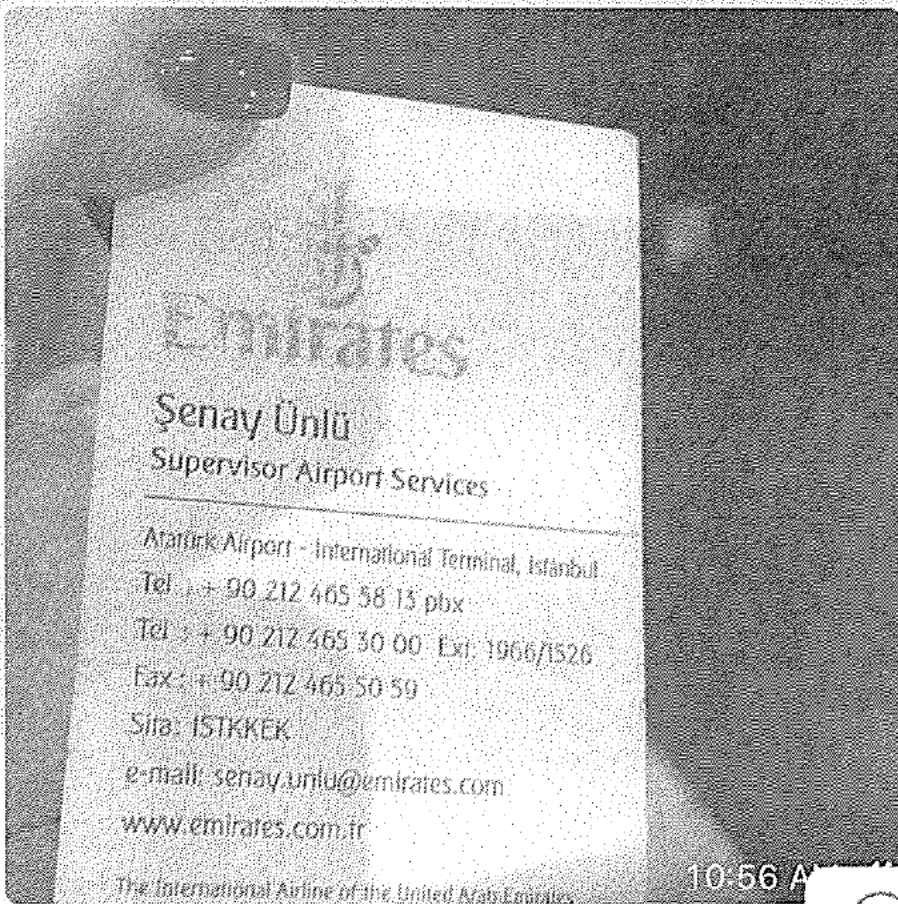 Emirates
Şenay Ünlü
Supervisor Airport Services
Atatürk Airport - International Terminal, İstanbul
Tel : + 90 212 465 58 13 pbx
Tel : + 90 212 465 30 00 Ext: 1966/1526
Fax : + 90 212 465 50 59
Sita: ISTKKEK
e-mail: senay.unlu@emirates.com
www.emirates.com.tr
The International Airline of the United Arab Emirates
10:56